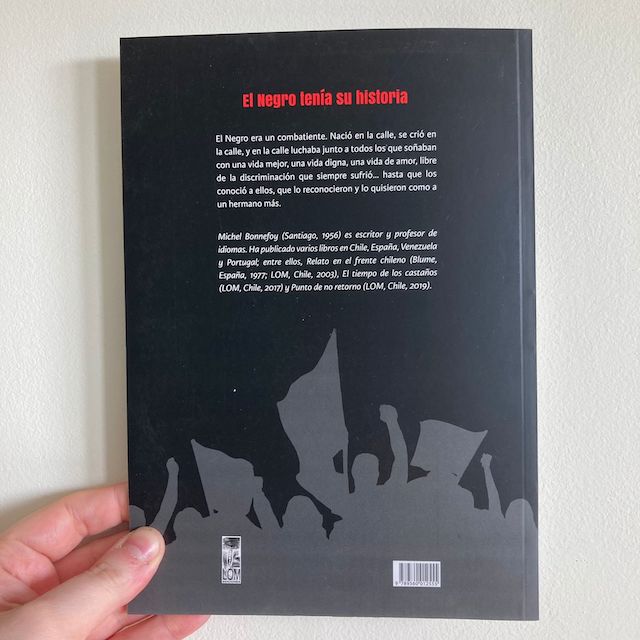 El Negro tenía su historia
El Negro era un combatiente. Nació en la calle, se crió en
la calle, y en la calle luchaba junto a todos los que soñaban
con una vida mejor, una vida digna, una vida de amor, libre
de la discriminación que siempre sufrió... hasta que los
conoció a ellos, que lo reconocieron y lo quisieron como a
un hermano más.
Michel Bonnefoy (Santiago, 1956) es escritor y profesor de
idiomas. Ha publicado varios libros en Chile, España, Venezuela
y Portugal; entre ellos, Relato en el frente chileno (Blume,
España, 1977; LOM, Chile, 2003), El tiempo de los castaños
(LOM, Chile, 2017) y Punto de no retorno (LOM, Chile, 2019).
LOM
9 789560 012555